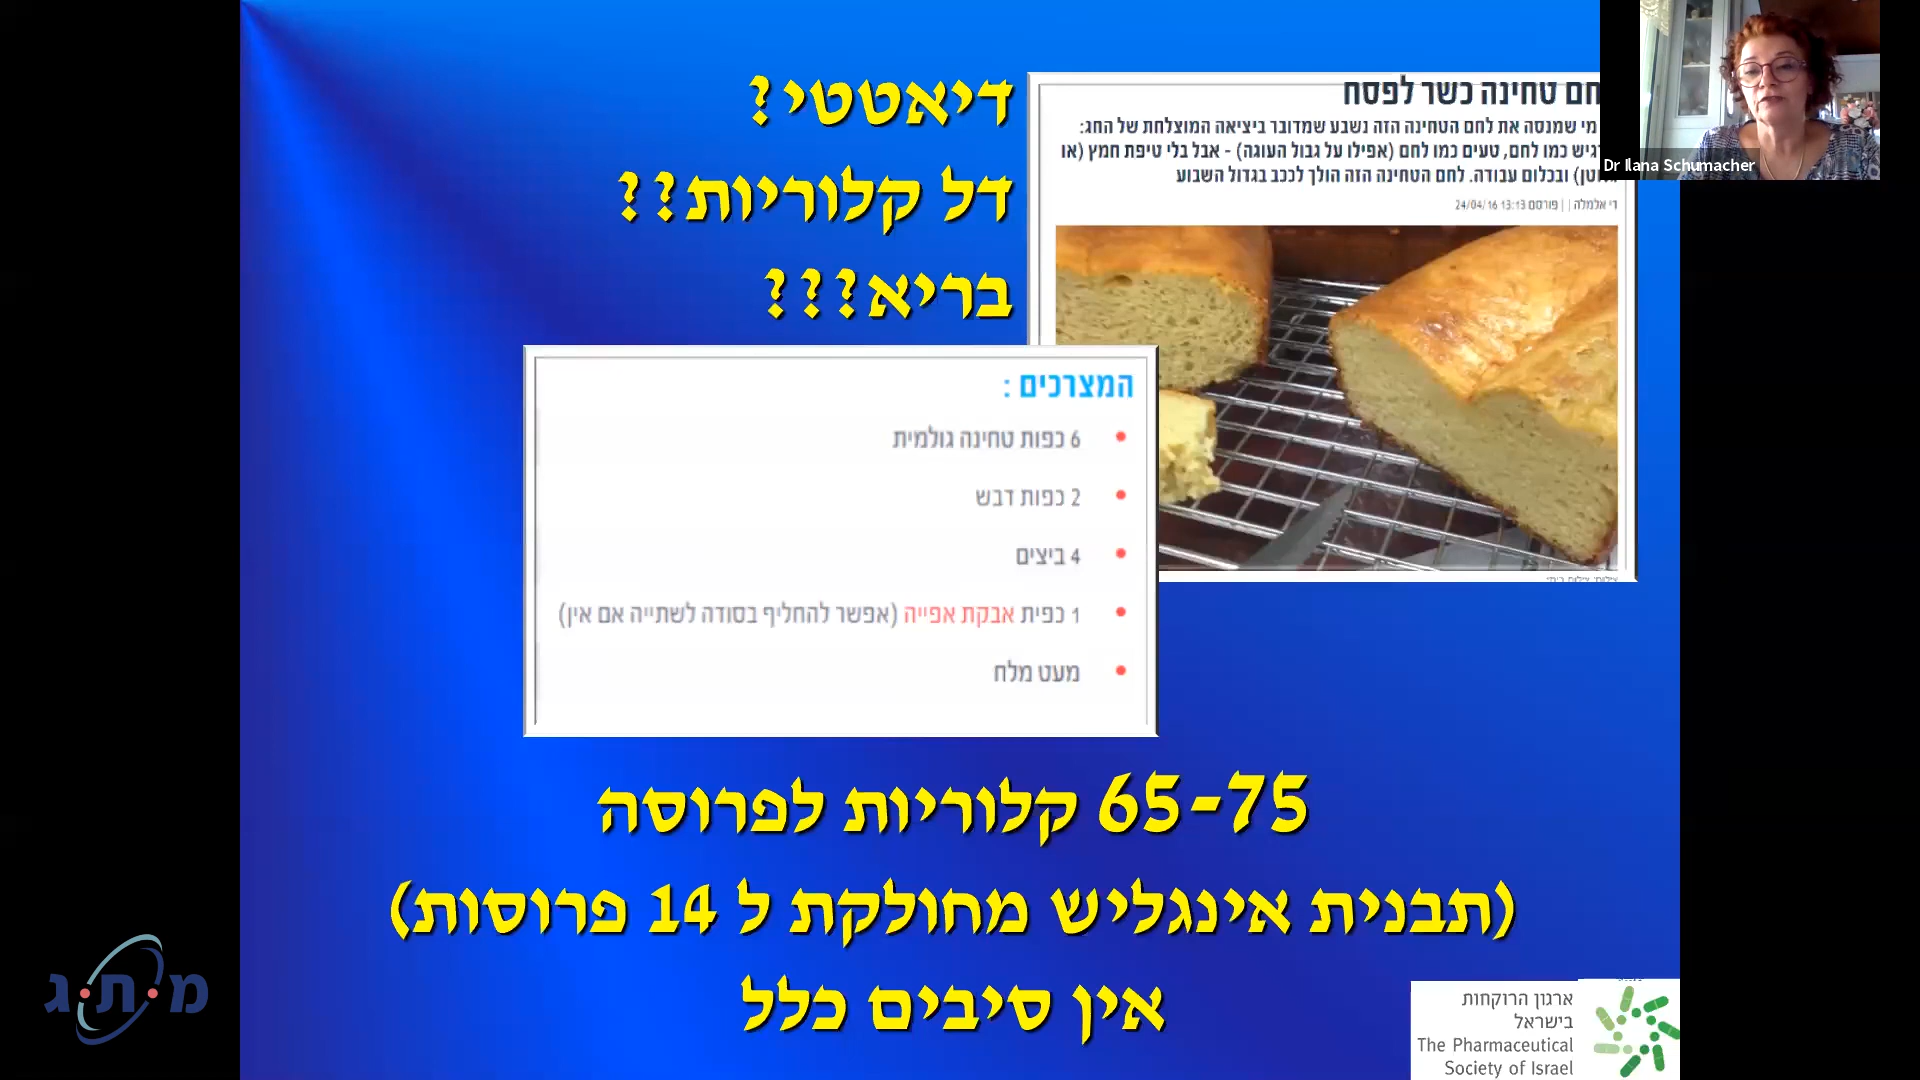 דיאטטי?
דל קלוריות??
בריא???
חם טחינה כשר לפסח
מי שמנסה את לחם הטחינה הזה נשבע שמדובר ביציאה המוצלחת של החג:
רגיש כמו לחם, טעים כמו לחם (אפילו על גבול העוגה) - אבל בלי טיפת חמץ (או
ובכלום עבודה. לחם הטחינה הזה הולך לככב בגדול השבוע
די אלמלה | | פורסם 13:13 24/04/16
המצרכים :
6 כפות טחינה גולמית
2 כפות דבש
4 ביצים
1 כפית אבקת אפייה (אפשר להחליף בסודה לשתייה אם אין)
מעט מלח
65-75 קלוריות לפרוסה
(תבנית אינגליש מחולקת ל 14 פרוסות)
אין סיבים כלל
Dr Ilana Schumacher
מ.ת.ג
ארגון הרוקחות
בישראל
The Pharmaceutical
Society of Israel